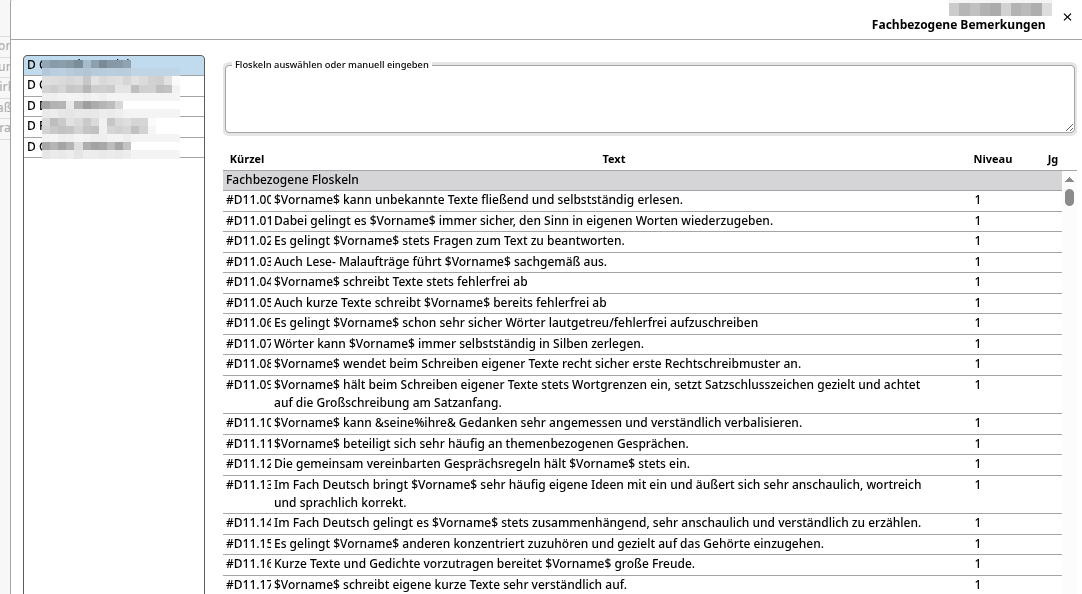 Fachbezogene Bemerkungen
×
D
D
D
D
D
Floskeln auswählen oder manuell eingeben
Kürzel Text Niveau Jg
Fachbezogene Floskeln
#D11.00 $Vorname$ kann unbekannte Texte fließend und selbstständig erlesen. 1
#D11.01 Dabei gelingt es $Vorname$ immer sicher, den Sinn in eigenen Worten wiederzugeben. 1
#D11.02 Es gelingt $Vorname$ stets Fragen zum Text zu beantworten. 1
#D11.03 Auch Lese- Malaufträge führt $Vorname$ sachgemäß aus. 1
#D11.04 $Vorname$ schreibt Texte stets fehlerfrei ab 1
#D11.05 Auch kurze Texte schreibt $Vorname$ bereits fehlerfrei ab 1
#D11.06 Es gelingt $Vorname$ schon sehr sicher Wörter lautgetreu/fehlerfrei aufzuschreiben 1
#D11.07 Wörter kann $Vorname$ immer selbstständig in Silben zerlegen. 1
#D11.08 $Vorname$ wendet beim Schreiben eigener Texte recht sicher erste Rechtschreibmuster an. 1
#D11.09 $Vorname$ hält beim Schreiben eigener Texte stets Wortgrenzen ein, setzt Satzschlusszeichen gezielt und achtet 1
auf die Großschreibung am Satzanfang.
#D11.10 $Vorname$ kann &seine%ihre& Gedanken sehr angemessen und verständlich verbalisieren. 1
#D11.11 $Vorname$ beteiligt sich sehr häufig an themenbezogenen Gesprächen. 1
#D11.12 Die gemeinsam vereinbarten Gesprächsregeln hält $Vorname$ stets ein. 1
#D11.13 Im Fach Deutsch bringt $Vorname$ sehr häufig eigene Ideen mit ein und äußert sich sehr anschaulich, wortreich 1
und sprachlich korrekt.
#D11.14 Im Fach Deutsch gelingt es $Vorname$ stets zusammenhängend, sehr anschaulich und verständlich zu erzählen. 1
#D11.15 Es gelingt $Vorname$ anderen konzentriert zuzuhören und gezielt auf das Gehörte einzugehen. 1
#D11.16 Kurze Texte und Gedichte vorzutragen bereitet $Vorname$ große Freude. 1
#D11.17 $Vorname$ schreibt eigene kurze Texte sehr verständlich auf. 1